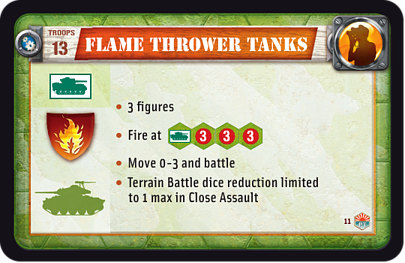 TROOPS
13
FLAME THROWER TANKS
• 3 figures
• Fire at 3 3 3
• Move 0-3 and battle
• Terrain Battle dice reduction limited
to 1 max in Close Assault
11